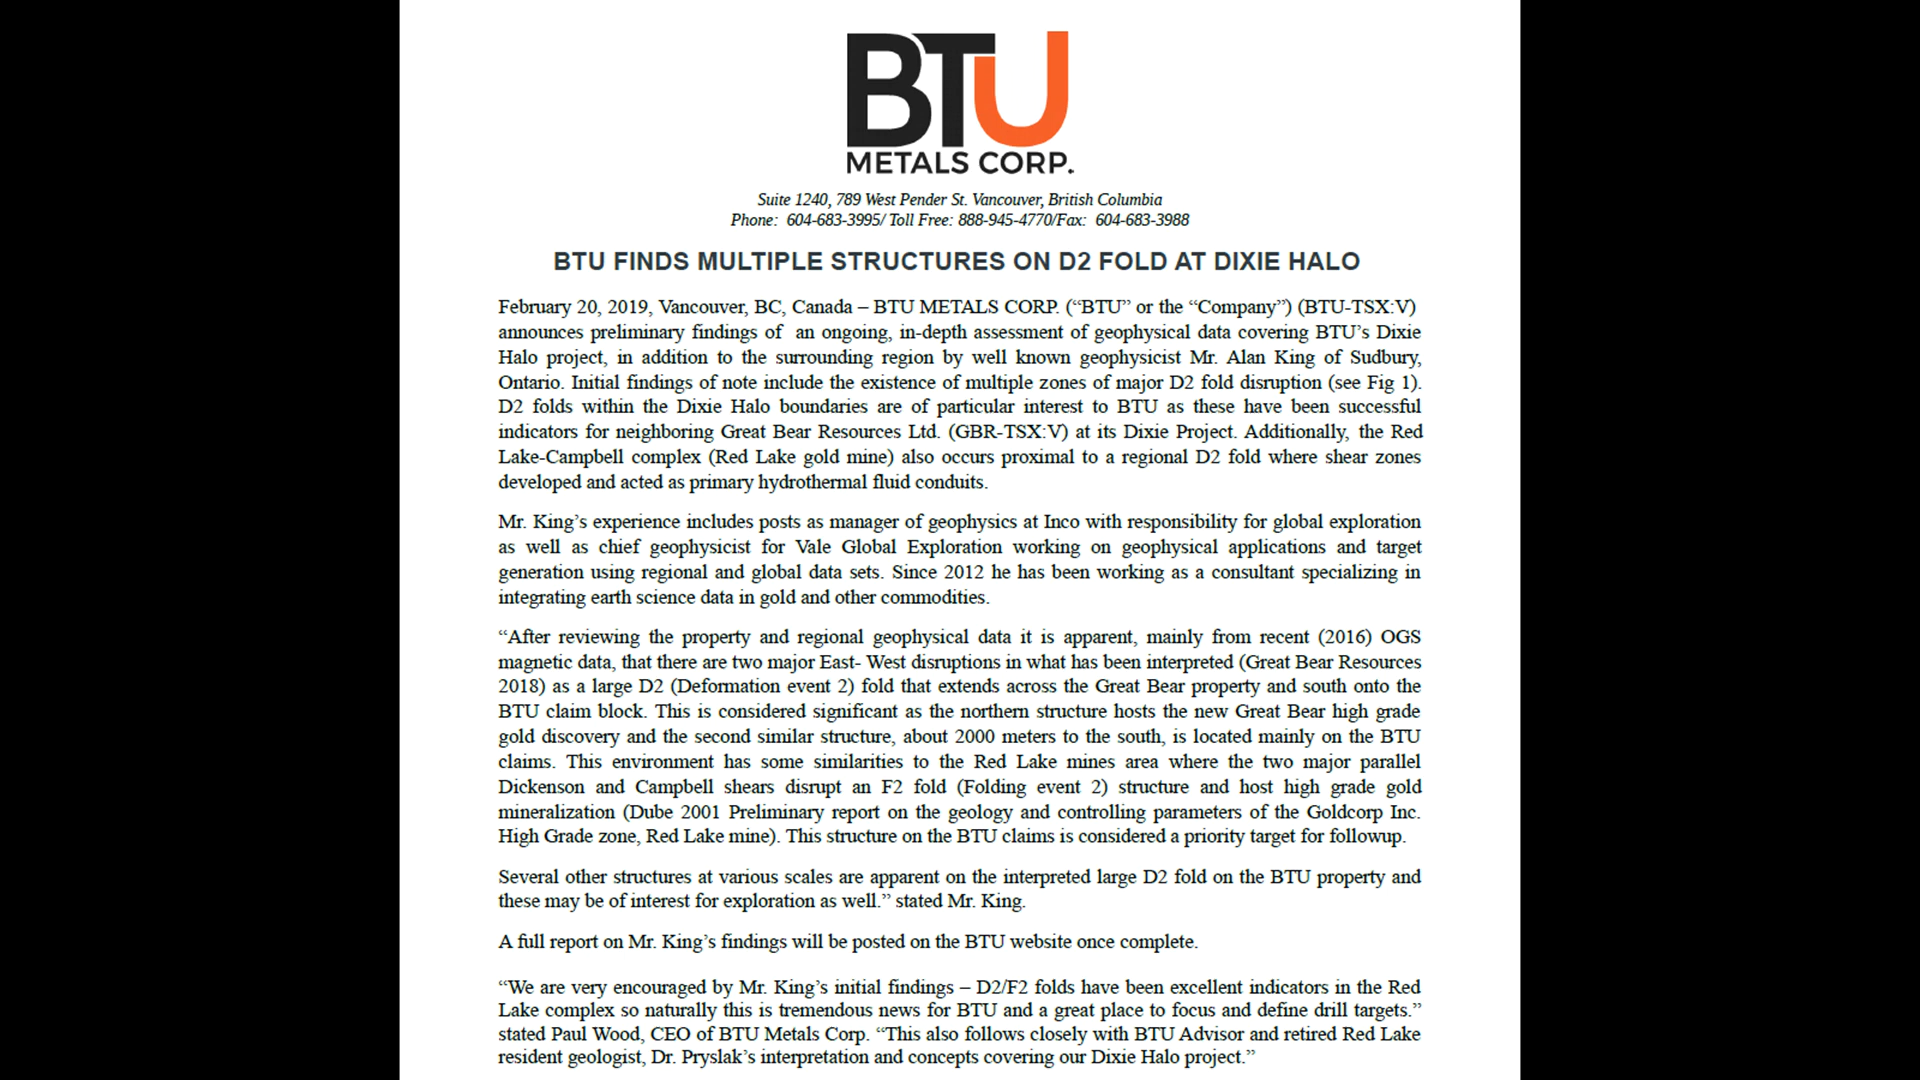 BTU
METALS CORP.
Suite 1240, 789 West Pender St. Vancouver, British Columbia
Phone: 604-683-3995/ Toll Free: 888-945-4770/Fax: 604-683-3988
BTU FINDS MULTIPLE STRUCTURES ON D2 FOLD AT DIXIE HALO
February 20, 2019, Vancouver, BC, Canada – BTU METALS CORP. (“BTU” or the “Company”) (BTU-TSX:V)
announces preliminary findings of an ongoing, in-depth assessment of geophysical data covering BTU’s Dixie
Halo project, in addition to the surrounding region by well known geophysicist Mr. Alan King of Sudbury,
Ontario. Initial findings of note include the existence of multiple zones of major D2 fold disruption (see Fig 1).
D2 folds within the Dixie Halo boundaries are of particular interest to BTU as these have been successful
indicators for neighboring Great Bear Resources Ltd. (GBR-TSX:V) at its Dixie Project. Additionally, the Red
Lake-Campbell complex (Red Lake gold mine) also occurs proximal to a regional D2 fold where shear zones
developed and acted as primary hydrothermal fluid conduits.
Mr. King’s experience includes posts as manager of geophysics at Inco with responsibility for global exploration
as well as chief geophysicist for Vale Global Exploration working on geophysical applications and target
generation using regional and global data sets. Since 2012 he has been working as a consultant specializing in
integrating earth science data in gold and other commodities.
“After reviewing the property and regional geophysical data it is apparent, mainly from recent (2016) OGS
magnetic data, that there are two major East- West disruptions in what has been interpreted (Great Bear Resources
2018) as a large D2 (Deformation event 2) fold that extends across the Great Bear property and south onto the
BTU claim block. This is considered significant as the northern structure hosts the new Great Bear high grade
gold discovery and the second similar structure, about 2000 meters to the south, is located mainly on the BTU
claims. This environment has some similarities to the Red Lake mines area where the two major parallel
Dickenson and Campbell shears disrupt an F2 fold (Folding event 2) structure and host high grade gold
mineralization (Dube 2001 Preliminary report on the geology and controlling parameters of the Goldcorp Inc.
High Grade zone, Red Lake mine). This structure on the BTU claims is considered a priority target for followup.
Several other structures at various scales are apparent on the interpreted large D2 fold on the BTU property and
these may be of interest for exploration as well.” stated Mr. King.
A full report on Mr. King’s findings will be posted on the BTU website once complete.
“We are very encouraged by Mr. King’s initial findings – D2/F2 folds have been excellent indicators in the Red
Lake complex so naturally this is tremendous news for BTU and a great place to focus and define drill targets.”
stated Paul Wood, CEO of BTU Metals Corp. “This also follows closely with BTU Advisor and retired Red Lake
resident geologist, Dr. Pryslak’s interpretation and concepts covering our Dixie Halo project.”